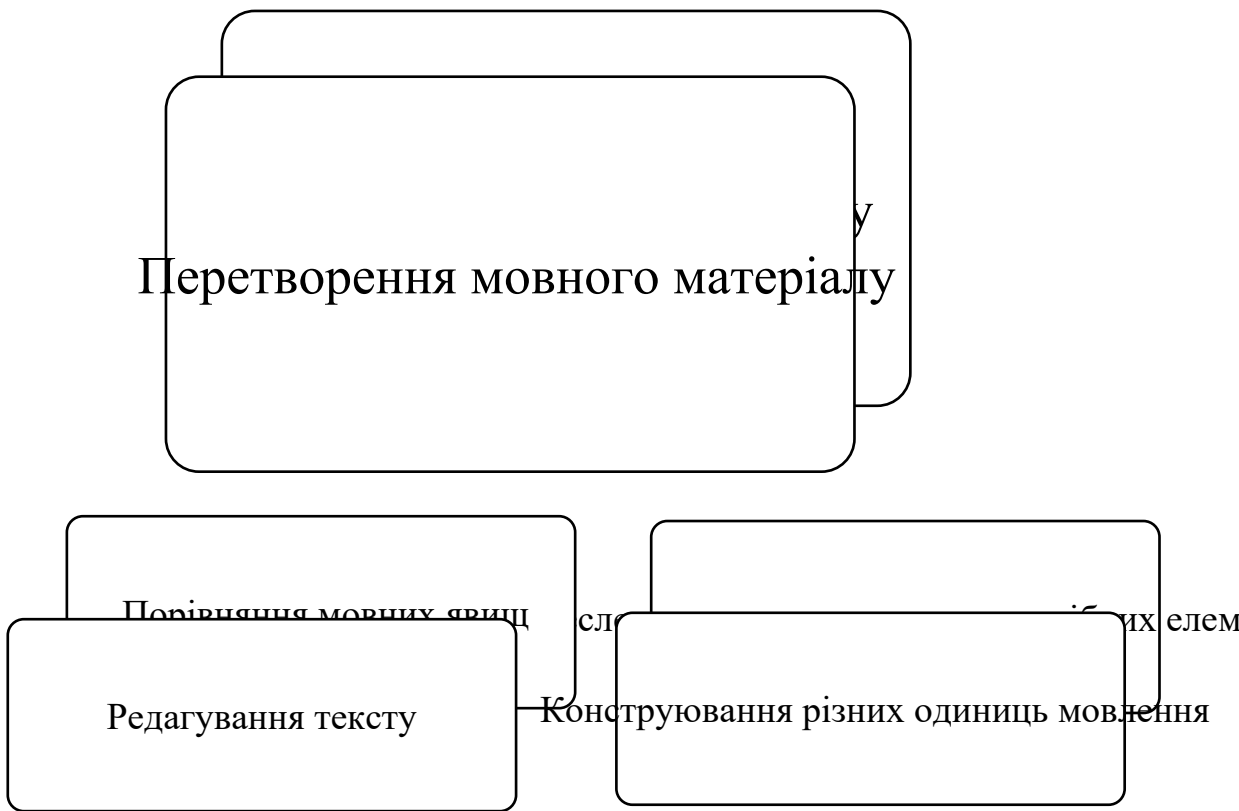 Перетворення мовного матеріалу
Порівняння мовних явищ
Редагування тексту
Конструювання різних одиниць мовлення